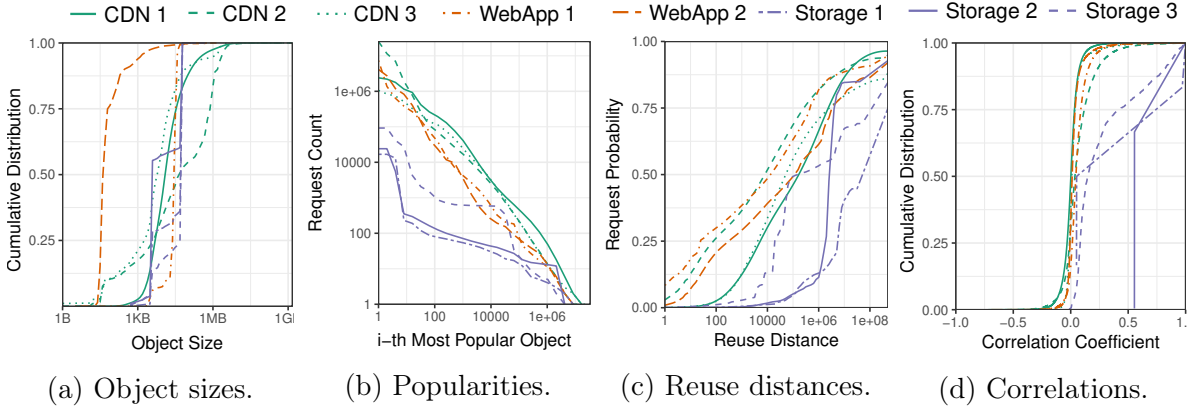 CDN 1 CDN 2 CDN 3 WebApp 1 WebApp 2 Storage 1 Storage 2 Storage 3
Cumulative Distribution
1.00
0.75
0.50
0.25
1B 1KB 1MB 1G
Object Size
(a) Object sizes.
Request Count
1e+06
10000
100
1
1 100 10000 1e+06
i−th Most Popular Object
(b) Popularities.
Request Probability
1.00
0.75
0.50
0.25
0.00
1 100 10000 1e+06 1e+08
Reuse Distance
(c) Reuse distances.
Cumulative Distribution
1.00
0.75
0.50
0.25
0.00
−1.0 −0.5 0.0 0.5 1.
Correlation Coefficient
(d) Correlations.